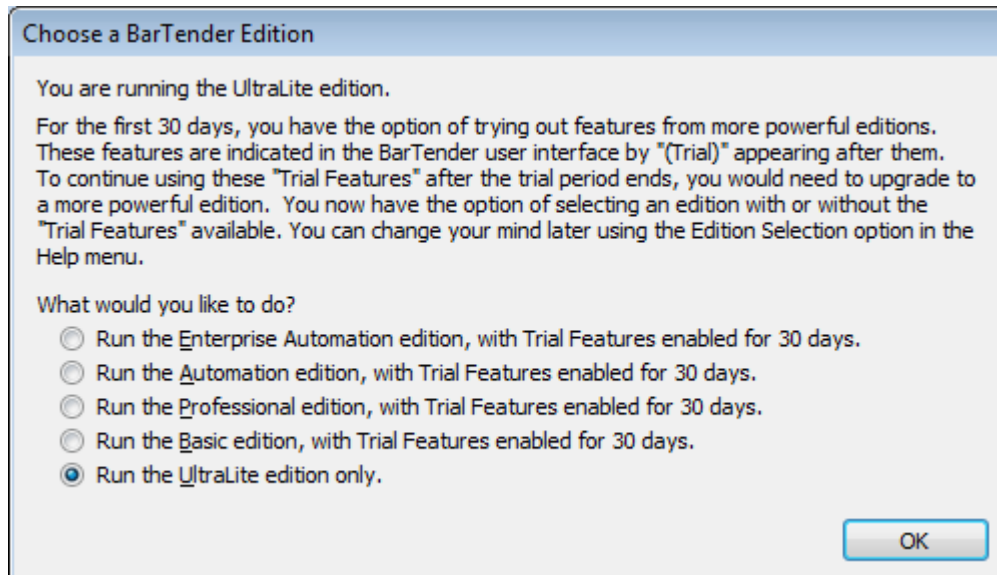 Choose a BarTender Edition
You are running the UltraLite edition.
For the first 30 days, you have the option of trying out features from more powerful editions.
These features are indicated in the BarTender user interface by "(Trial)" appearing after them.
To continue using these "Trial Features" after the trial period ends, you would need to upgrade to
a more powerful edition.  You now have the option of selecting an edition with or without the
"Trial Features" available. You can change your mind later using the Edition Selection option in the
Help menu.
What would you like to do?
Run the Enterprise Automation edition, with Trial Features enabled for 30 days.
Run the Automation edition, with Trial Features enabled for 30 days.
Run the Professional edition, with Trial Features enabled for 30 days.
Run the Basic edition, with Trial Features enabled for 30 days.
Run the UltraLite edition only.
OK